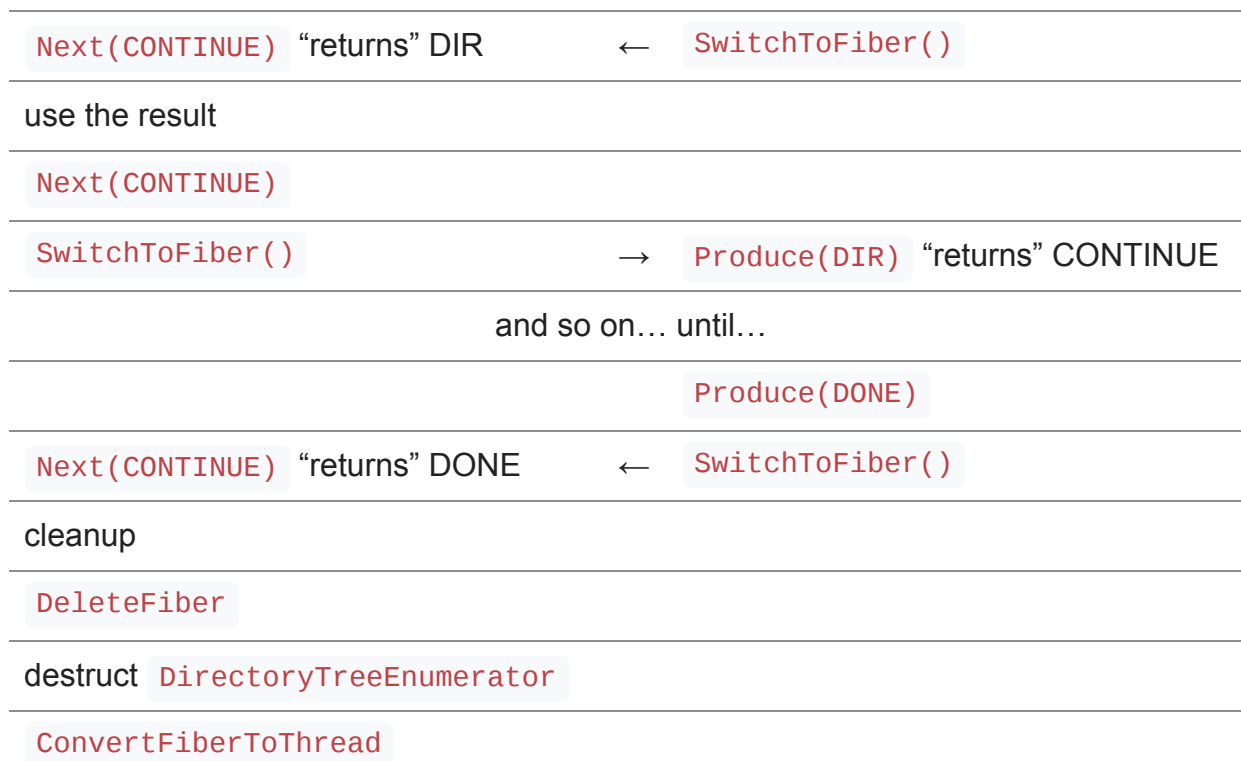 Next(CONTINUE) “returns” DIR ← SwitchToFiber()
use the result
Next(CONTINUE)
SwitchToFiber() → Produce(DIR) “returns” CONTINUE
and so on… until…
Produce(DONE)
Next(CONTINUE) “returns” DONE ← SwitchToFiber()
cleanup
DeleteFiber
destruct DirectoryTreeEnumerator
ConvertFiberToThread